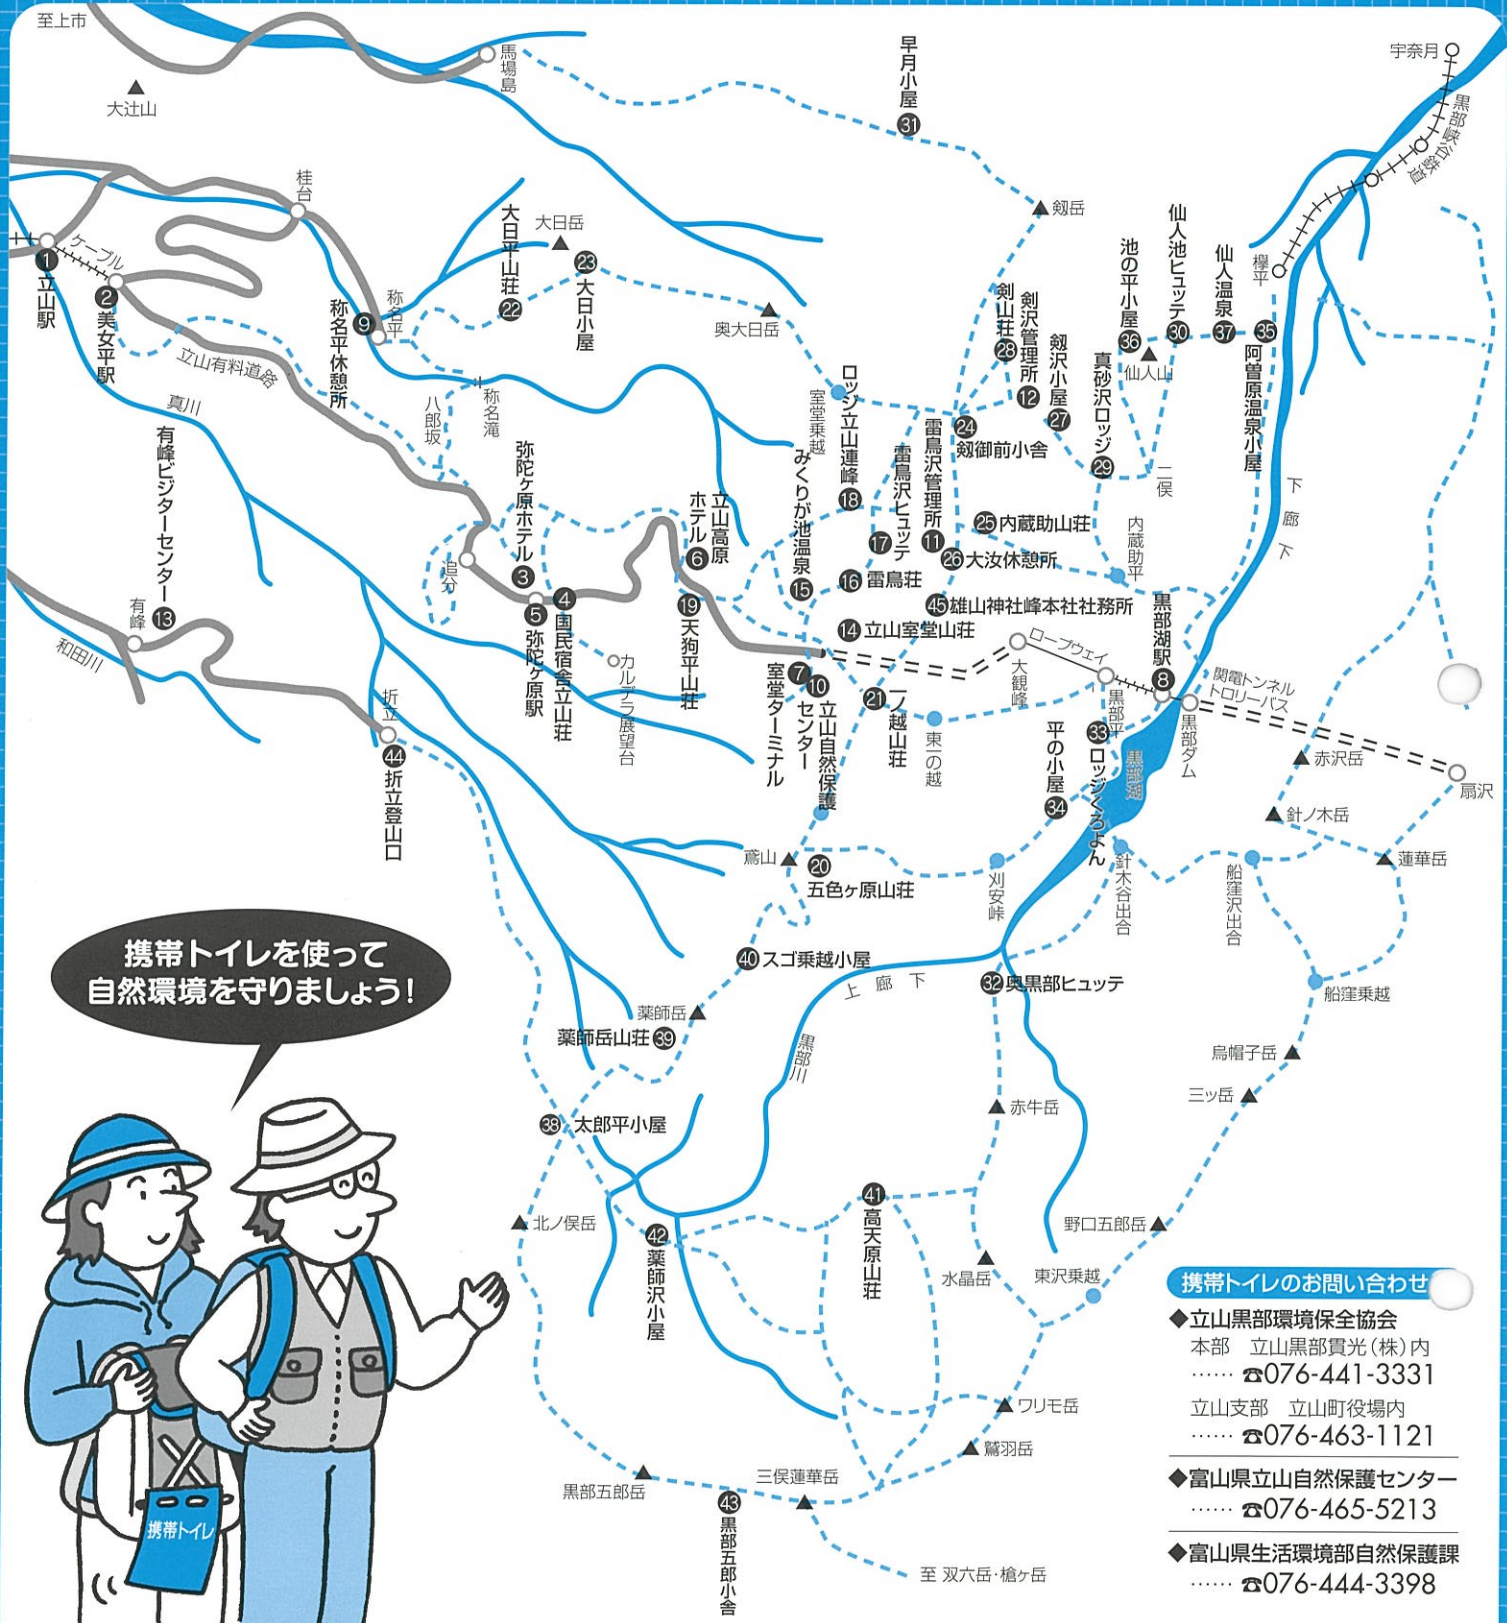 至上市
大辻山
馬場島
早月小屋
31
宇奈月
黒部峡谷鉄道
桂台
ケーブル
1
立山駅
2
美女平駅
立山有料道路
真川
9
称名平休憩所
称名平
大日平山荘
22
大日岳
23
大日小屋
奥大日岳
剱岳
剣山荘
28
剣沢管理所
12
剱沢小屋
27
池の平小屋
36
仙人山
仙人池ヒュッテ
30
仙人温泉
37
欅平
35
阿曽原温泉小屋
真砂沢ロッジ
29
二俣
下廊下
八郎坂
称名滝
室堂乗越
ロッジ立山連峰
18
24
剱御前小舎
雷鳥沢ヒュッテ
17
雷鳥沢管理所
11
25
内蔵助山荘
26
大汝休憩所
内蔵助平
有峰ビジターセンター
13
有峰
和田川
追分
弥陀ヶ原ホテル
3
4
国民宿舎立山荘
5
弥陀ヶ原駅
カルデラ展望台
立山高原
ホテル
6
19
天狗平山荘
みくりが池温泉
15
16
雷鳥荘
45
雄山神社峰本社社務所
14
立山室堂山荘
7
室堂ターミナル
10
立山自然保護
センター
21
一ノ越山荘
東一の越
大観峰
ロープウェイ
黒部平
黒部湖駅
8
関電トンネル
トロリーバス
黒部ダム
黒部湖
33
ロッジくろよん
平の小屋
34
赤沢岳
扇沢
針ノ木岳
蓮華岳
折立
44
折立登山口
鳶山
20
五色ヶ原山荘
刈安峠
針木谷出合
船窪沢出合
40
スゴ乗越小屋
上廊下
32
奥黒部ヒュッテ
船窪乗越
薬師岳
薬師岳山荘
39
黒部川
烏帽子岳
三ッ岳
赤牛岳
38
太郎平小屋
北ノ俣岳
42
薬師沢小屋
41
高天原山荘
水晶岳
野口五郎岳
東沢乗越
ワリモ岳
鷲羽岳
黒部五郎岳
43
黒部五郎小舎
三俣蓮華岳
至 双六岳・槍ヶ岳
携帯トイレを使って
自然環境を守りましょう!
携帯トイレ
携帯トイレのお問い合わせ
◆立山黒部環境保全協会
本部 立山黒部貫光(株)内
…… ☎076-441-3331
立山支部 立山町役場内
…… ☎076-463-1121
◆富山県立山自然保護センター
…… ☎076-465-5213
◆富山県生活環境部自然保護課
…… ☎076-444-3398